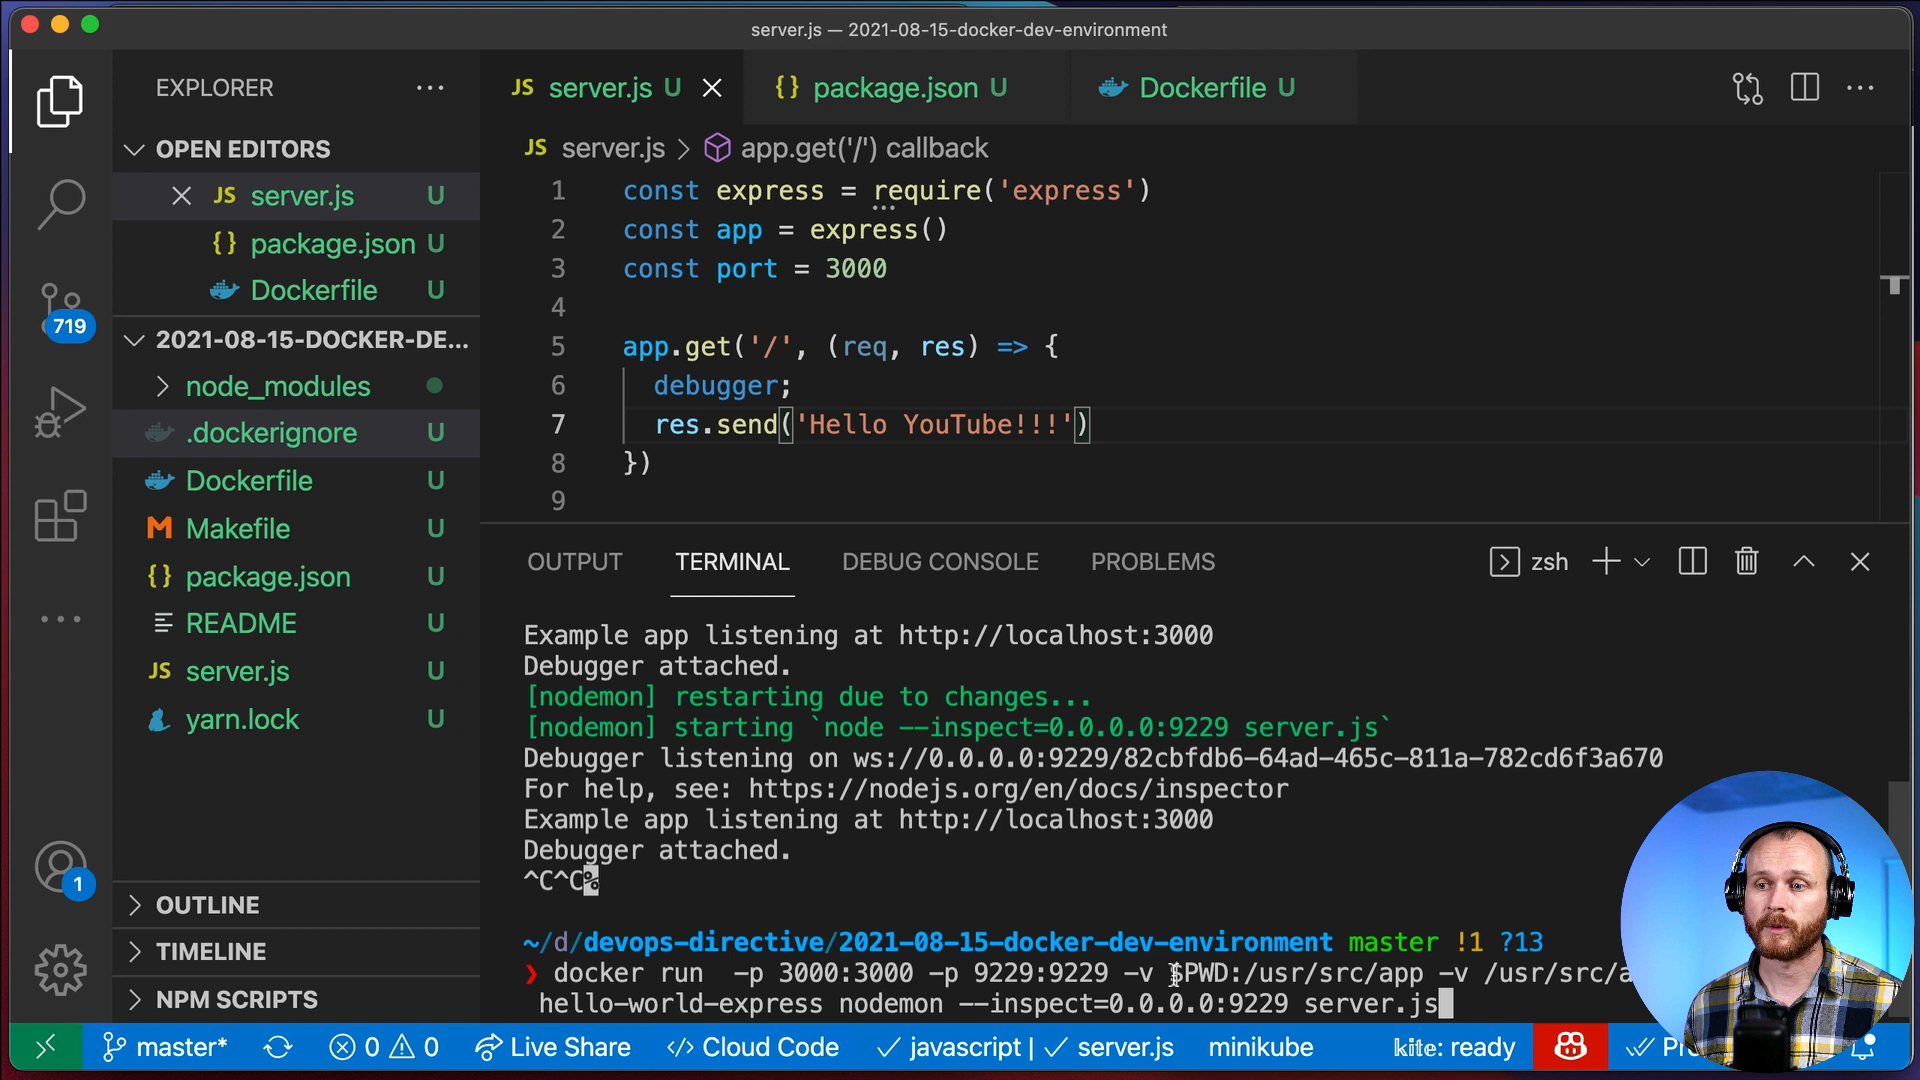 server.js — 2021-08-15-docker-dev-environment
EXPLORER
JS server.js U
{} package.json U
Dockerfile U
OPEN EDITORS
JS server.js U
{} package.json U
Dockerfile U
719
2021-08-15-DOCKER-DE...
node_modules
.dockerignore U
Dockerfile U
M Makefile U
{} package.json U
README U
JS server.js U
yarn.lock U
1
OUTLINE
TIMELINE
NPM SCRIPTS
JS server.js > app.get('/') callback
1 const express = require('express')
2 const app = express()
3 const port = 3000
4
5 app.get('/', (req, res) => {
6 debugger;
7 res.send('Hello YouTube!!!')
8 })
9
OUTPUT TERMINAL DEBUG CONSOLE PROBLEMS
zsh
Example app listening at http://localhost:3000
Debugger attached.
[nodemon] restarting due to changes...
[nodemon] starting `node --inspect=0.0.0.0:9229 server.js`
Debugger listening on ws://0.0.0.0:9229/82cbfdb6-64ad-465c-811a-782cd6f3a670
For help, see: https://nodejs.org/en/docs/inspector
Example app listening at http://localhost:3000
Debugger attached.
^C^C%
~/d/devops-directive/2021-08-15-docker-dev-environment master !1 ?13
❯ docker run  -p 3000:3000 -p 9229:9229 -v $PWD:/usr/src/app -v /usr/src/a
hello-world-express nodemon --inspect=0.0.0.0:9229 server.js
master* 0 0 Live Share </> Cloud Code ✓ javascript | ✓ server.js minikube kite: ready